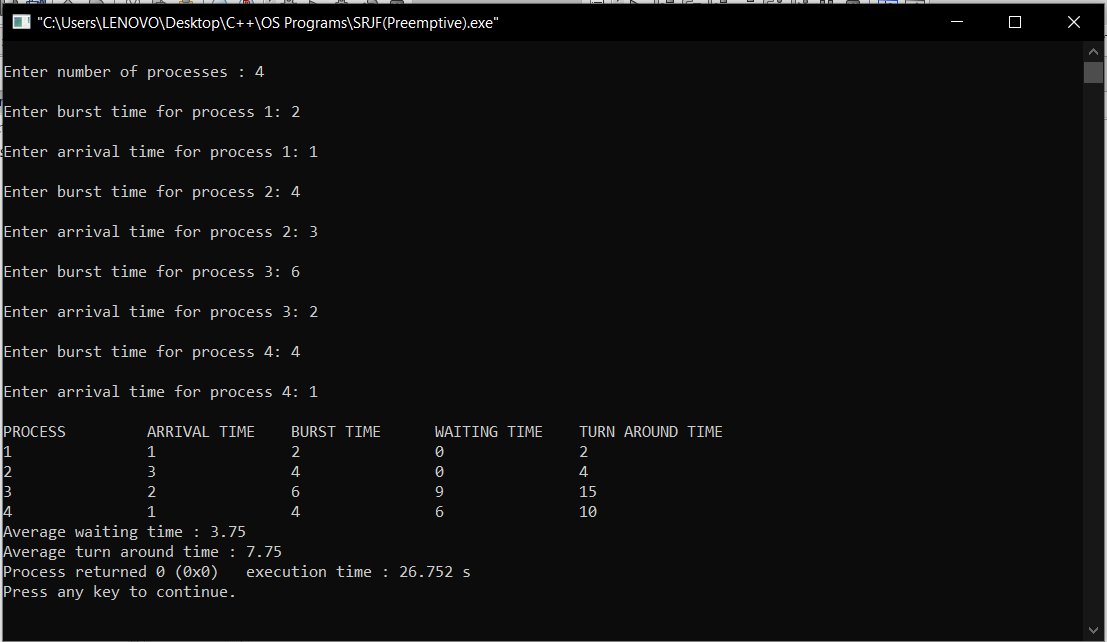 "C:\Users\LENOVO\Desktop\C++\OS Programs\SRJF(Preemptive).exe"
Enter number of processes : 4
Enter burst time for process 1: 2
Enter arrival time for process 1: 1
Enter burst time for process 2: 4
Enter arrival time for process 2: 3
Enter burst time for process 3: 6
Enter arrival time for process 3: 2
Enter burst time for process 4: 4
Enter arrival time for process 4: 1
PROCESS ARRIVAL TIME BURST TIME WAITING TIME TURN AROUND TIME
1 1 2 0 2
2 3 4 0 4
3 2 6 9 15
4 1 4 6 10
Average waiting time : 3.75
Average turn around time : 7.75
Process returned 0 (0x0) execution time : 26.752 s
Press any key to continue.